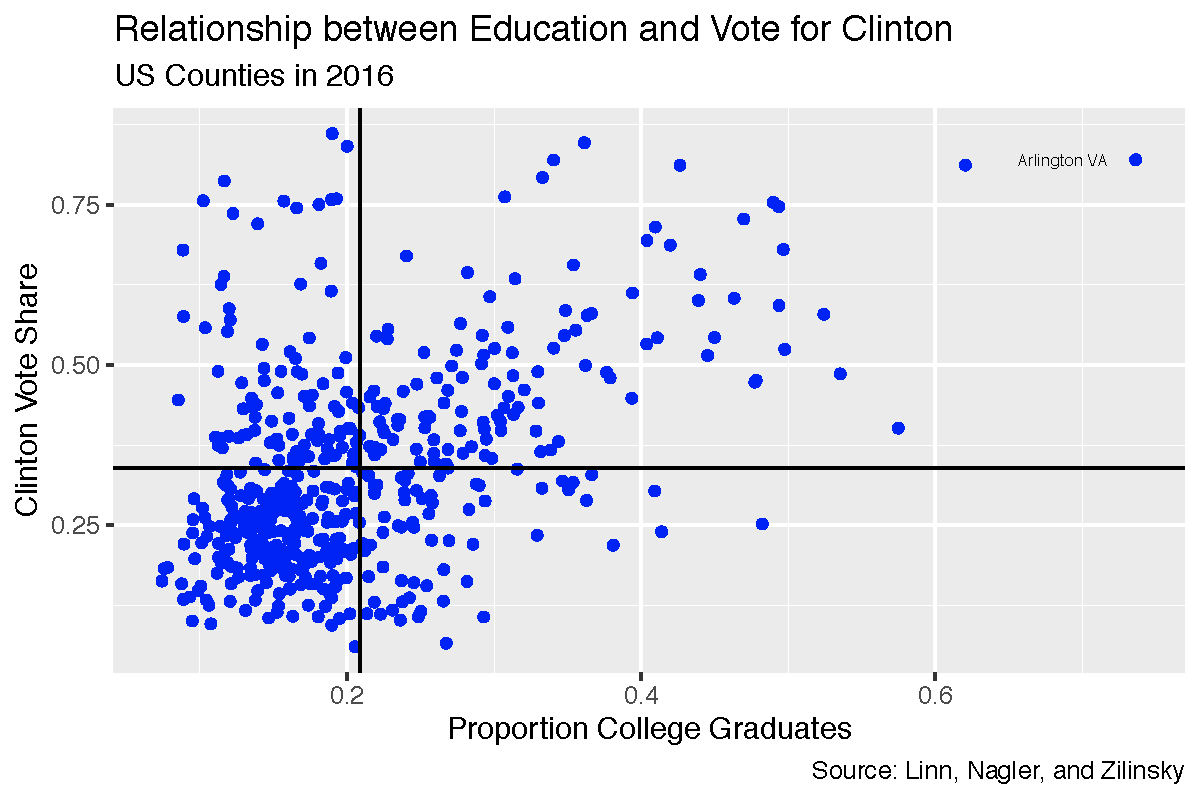 Relationship between Education and Vote for Clinton
US Counties in 2016
Arlington VA
Clinton Vote Share
0.75
0.50
0.25
0.2
0.4
0.6
Proportion College Graduates
Source: Linn, Nagler, and Zilinsky